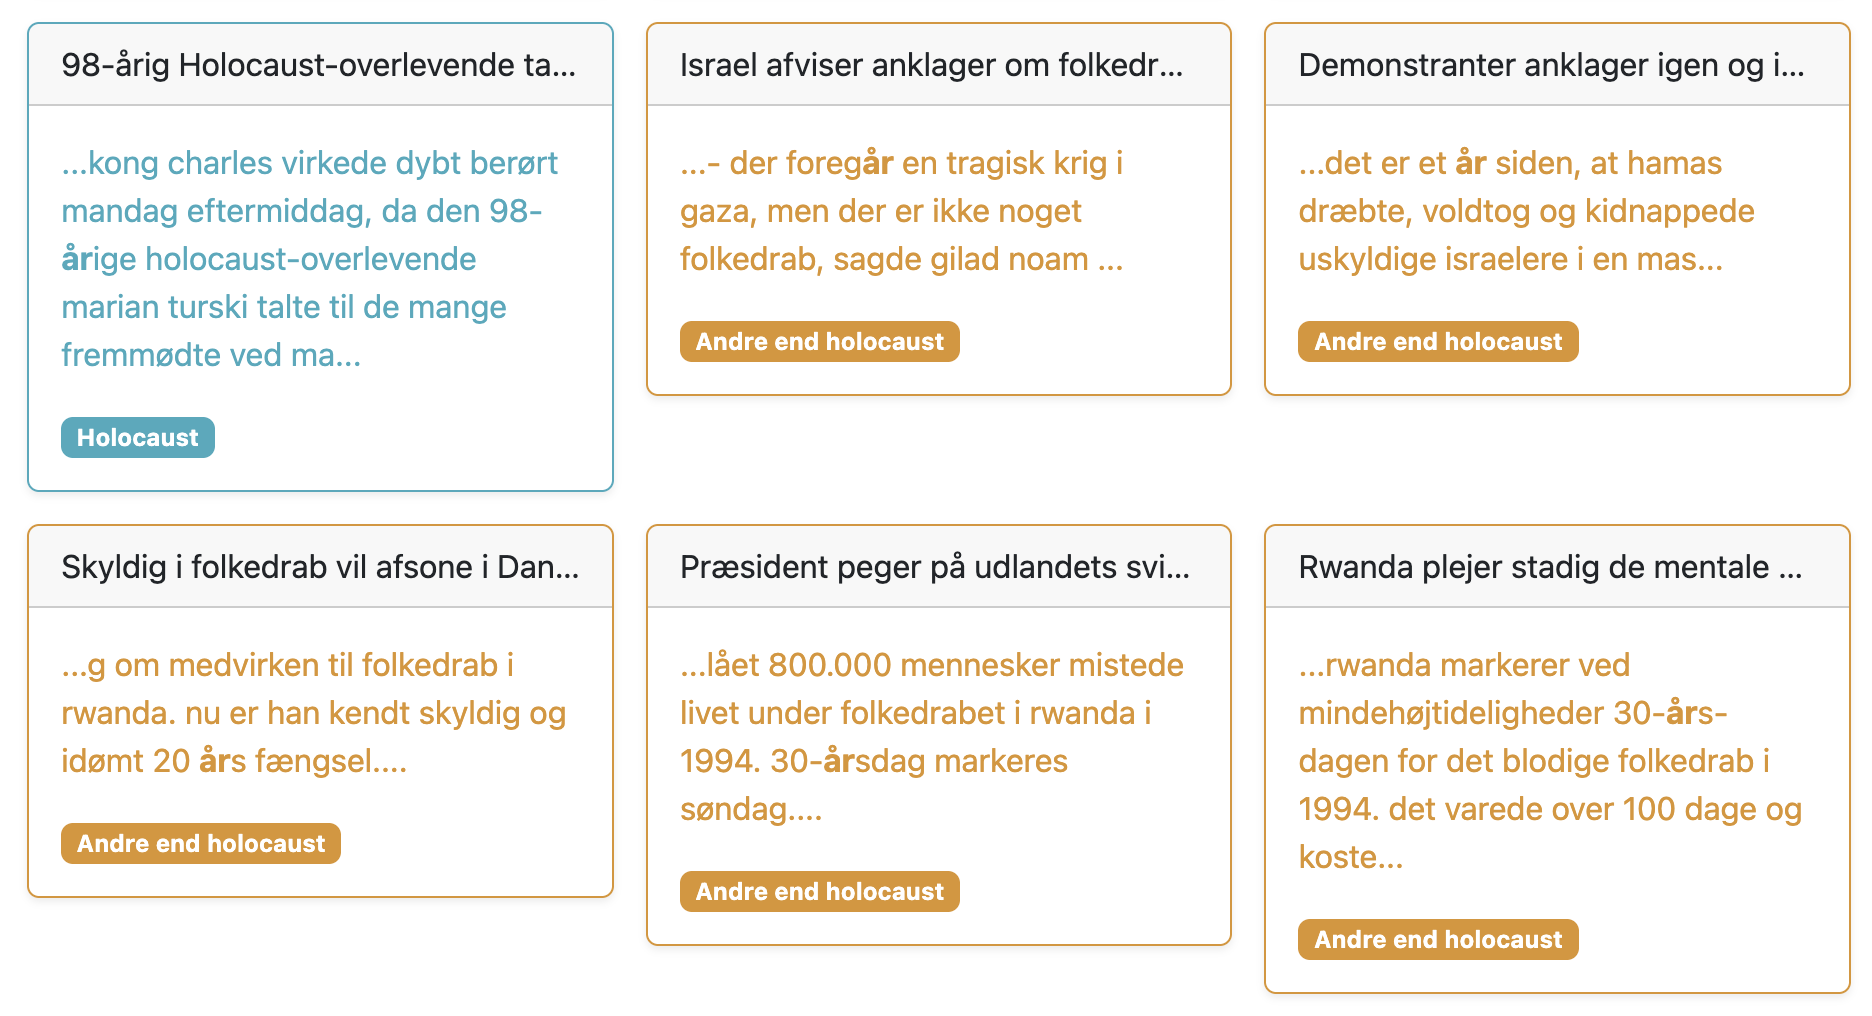 98-årig Holocaust-overlevende ta...
...kong charles virkede dybt berørt
mandag eftermiddag, da den 98-
årige holocaust-overlevende
marian turski talte til de mange
fremmødte ved ma...
Holocaust
Israel afviser anklager om folkedr...
...- der foregår en tragisk krig i
gaza, men der er ikke noget
folkedrab, sagde gilad noam ...
Andre end holocaust
Demonstranter anklager igen og i...
...det er et år siden, at hamas
dræbte, voldtog og kidnappede
uskyldige israelere i en mas...
Andre end holocaust
Skyldig i folkedrab vil afsone i Dan...
...g om medvirken til folkedrab i
rwanda. nu er han kendt skyldig og
idømt 20 års fængsel....
Andre end holocaust
Præsident peger på udlandets svi...
...lået 800.000 mennesker mistede
livet under folkedrabet i rwanda i
1994. 30-årsdag markeres
søndag....
Andre end holocaust
Rwanda plejer stadig de mentale ...
...rwanda markerer ved
mindehøjtideligheder 30-års-
dagen for det blodige folkedrab i
1994. det varede over 100 dage og
koste...
Andre end holocaust